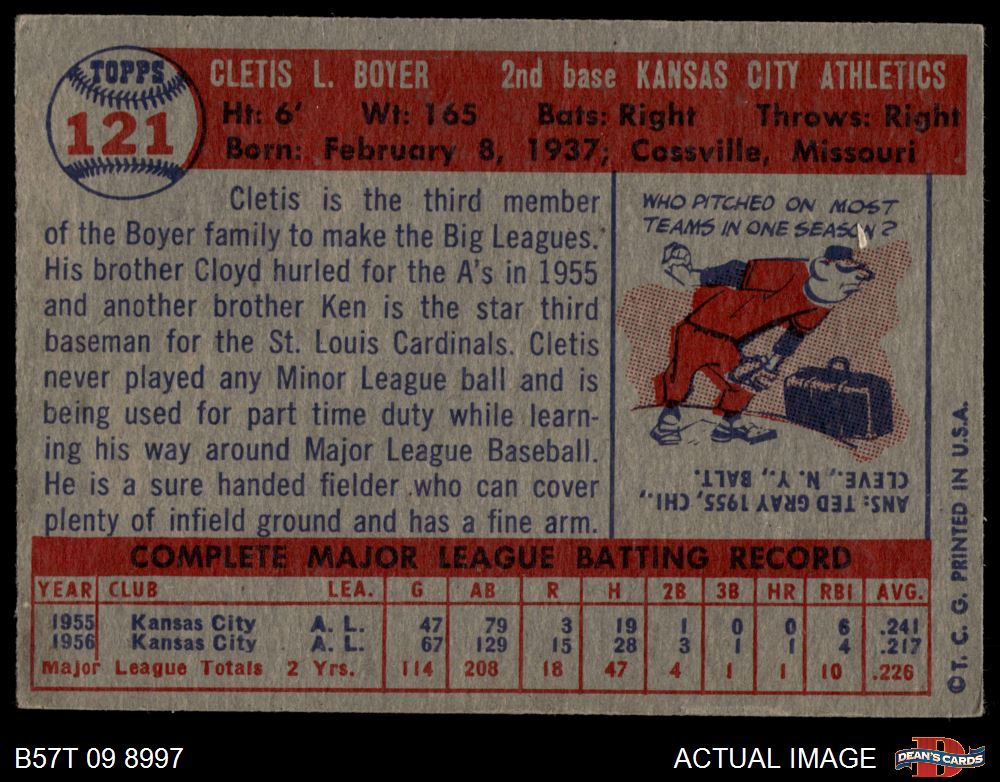 TOPPS
121
CLETIS L. BOYER 2nd base KANSAS CITY ATHLETICS
Ht: 6' Wt: 165 Bats: Right Throws: Right
Born: February 8, 1937; Cossville, Missouri
Cletis is the third member
of the Boyer family to make the Big Leagues.
His brother Cloyd hurled for the A's in 1955
and another brother Ken is the star third
baseman for the St. Louis Cardinals. Cletis
never played any Minor League ball and is
being used for part time duty while learn-
ing his way around Major League Baseball.
He is a sure handed fielder who can cover
plenty of infield ground and has a fine arm.
WHO PITCHED ON MOST
TEAMS IN ONE SEASON?
ANS: TED GRAY 1955, CHI.,
CLEVE., N. Y., BALT.
COMPLETE MAJOR LEAGUE BATTING RECORD
YEAR CLUB LEA. G AB R H 2B 3B HR RBI AVG.
1955 Kansas City A. L. 47 79 3 19 1 0 0 6 .241
1956 Kansas City A. L. 67 129 15 28 3 1 1 4 .217
Major League Totals 2 Yrs. 114 208 18 47 4 1 1 10 .226
©T. C. G. PRINTED IN U.S.A.
B57T 09 8997
ACTUAL IMAGE
D
DEAN'S CARDS